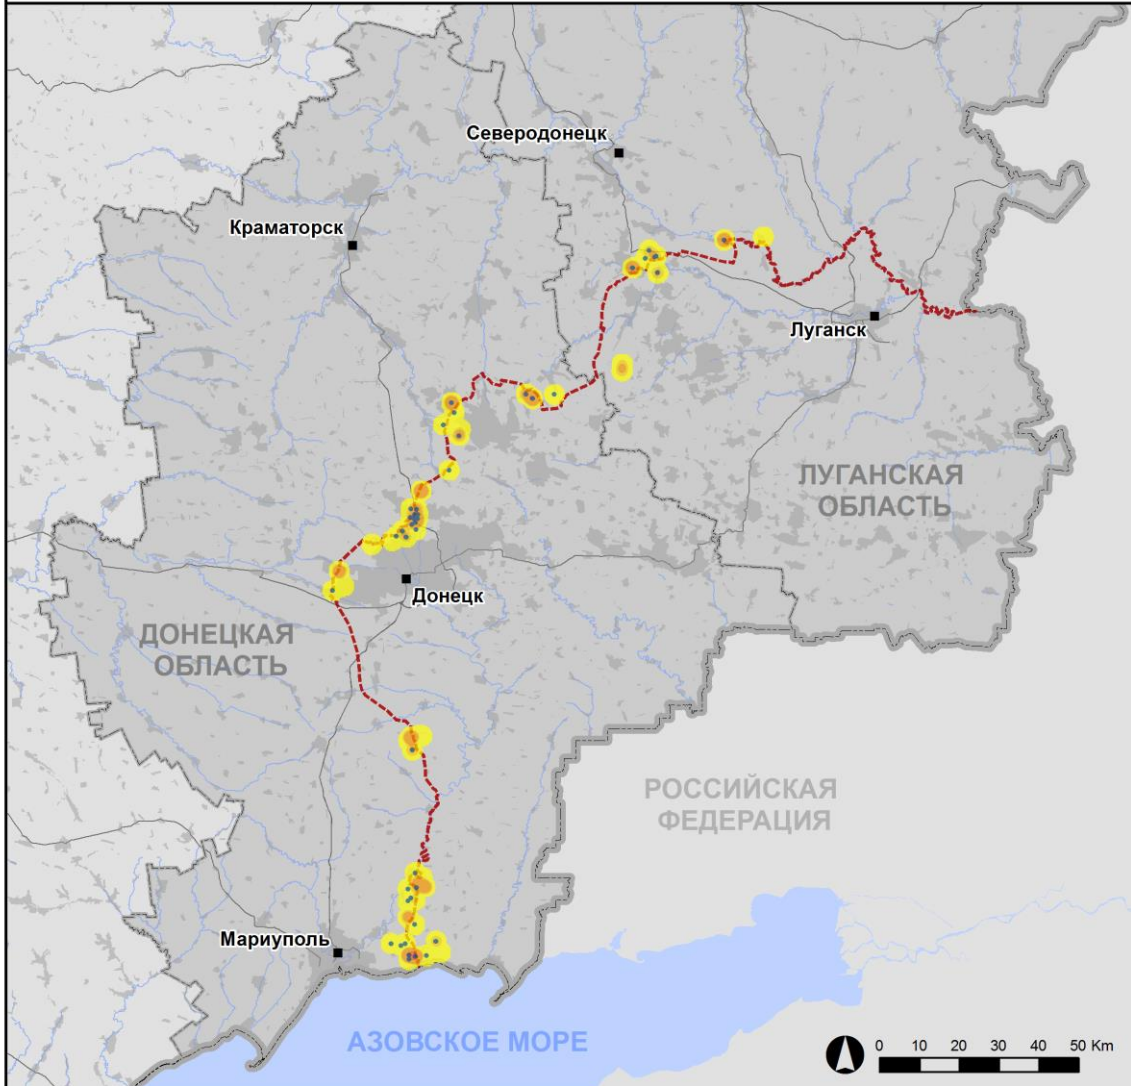 Северодонецк
Краматорск
Луганск
ЛУГАНСКАЯ
ОБЛАСТЬ
Донецк
ДОНЕЦКАЯ
ОБЛАСТЬ
РОССИЙСКАЯ
ФЕДЕРАЦИЯ
Мариуполь
АЗОВСКОЕ МОРЕ
0 10 20 30 40 50 Km